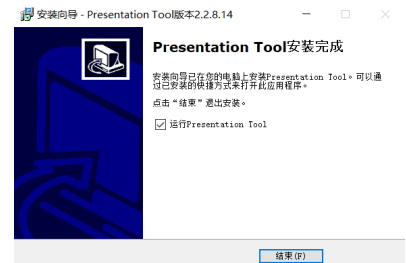 安装向导 - Presentation Tool版本2.2.8.14
Presentation Tool安装完成
安装向导已在您的电脑上安装Presentation Tool。可以通
过已安装的快捷方式来打开此应用程序。
点击“结束”退出安装。
运行Presentation Tool
结束(F)